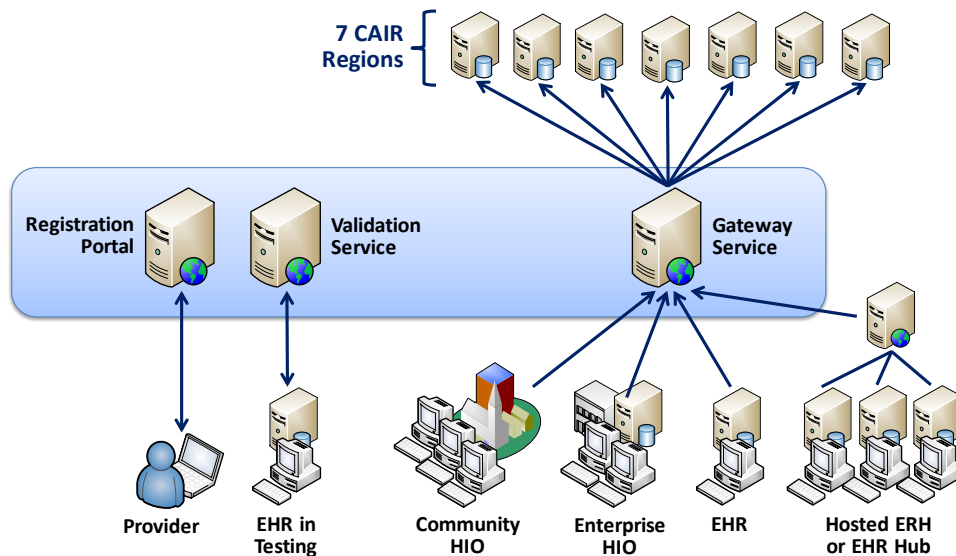 7 CAIR
Regions
Registration
Portal
Validation
Service
Gateway
Service
Provider
EHR in
Testing
Community
HIO
Enterprise
HIO
EHR
Hosted ERH
or EHR Hub